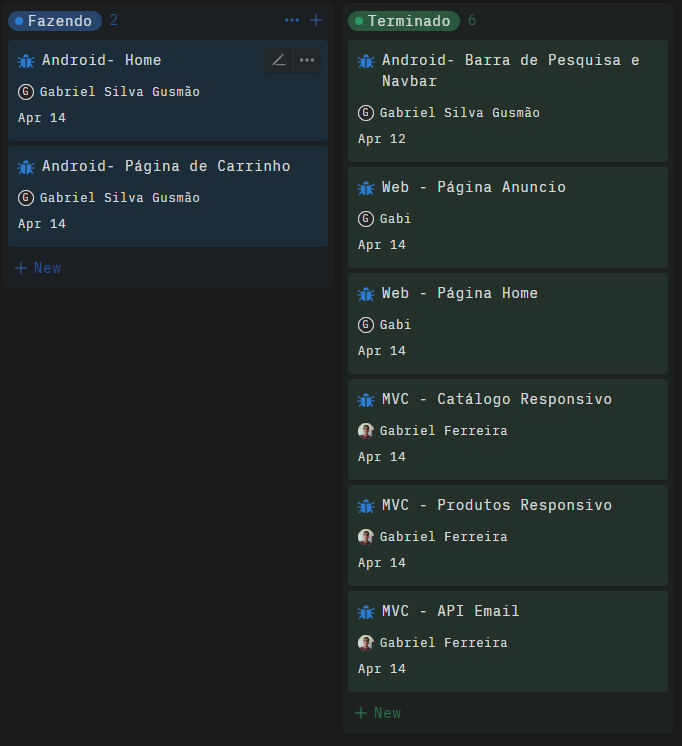 Fazendo 2
Android- Home
G Gabriel Silva Gusmão
Apr 14
Android- Página de Carrinho
G Gabriel Silva Gusmão
Apr 14
+ New
Terminado 6
Android- Barra de Pesquisa e
Navbar
G Gabriel Silva Gusmão
Apr 12
Web - Página Anuncio
G Gabi
Apr 14
Web - Página Home
G Gabi
Apr 14
MVC - Catálogo Responsivo
Gabriel Ferreira
Apr 14
MVC - Produtos Responsivo
Gabriel Ferreira
Apr 14
MVC - API Email
Gabriel Ferreira
Apr 14
+ New